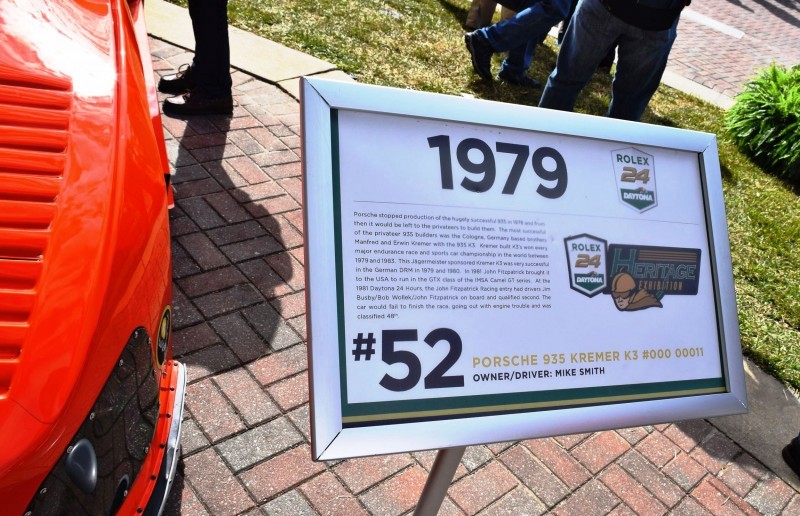 1979
ROLEX
24
DAYTONA
Porsche stopped production of the hugely successful 935 in 1978 and from
then it would be left to the privateers to build them. The most successful
of the privateer 935 builders was the Cologne, Germany based brothers
Manfred and Erwin Kremer with the 935 K3. Kremer built K3's won every
major endurance race and sports car championship in the world between
1979 and 1983. This Jägermeister sponsored Kremer K3 was very successful
in the German DRM in 1979 and 1980. In 1981 John Fitzpatrick brought it
to the USA to run in the GTX class of the IMSA Camel GT series. At the
1981 Daytona 24 Hours, the John Fitzpatrick Racing entry had drivers Jim
Busby/Bob Wollek/John Fitzpatrick on board and qualified second. The
car would fail to finish the race, going out with engine trouble and was
classified 48th.
ROLEX
24
DAYTONA
HERITAGE
EXHIBITION
#52
PORSCHE 935 KREMER K3 #000 00011
OWNER/DRIVER: MIKE SMITH